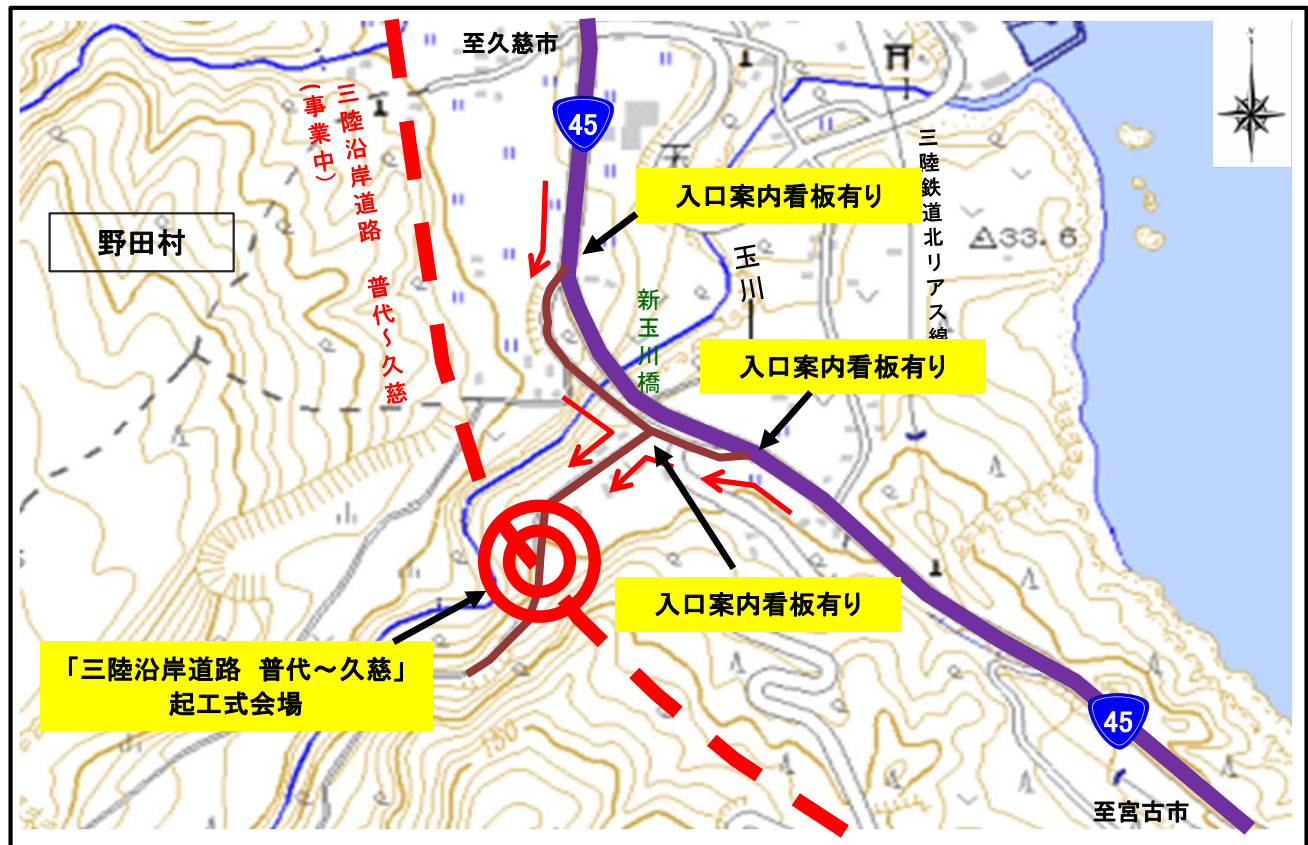 至久慈市
N
45
三陸沿岸道路 普代～久慈
(事業中)
入口案内看板有り
野田村
三陸鉄道北リアス線
33.6
玉川
新玉川橋
入口案内看板有り
入口案内看板有り
「三陸沿岸道路 普代～久慈」
起工式会場
45
150
至宮古市